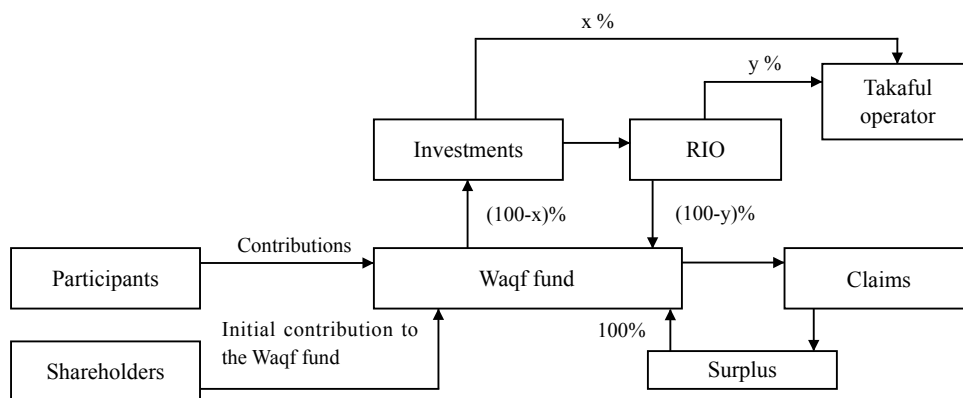 x %
y %
Takaful
operator
Investments
RIO
(100-x)%
(100-y)%
Contributions
Participants
Waqf fund
Claims
Initial contribution to
the Waqf fund
100%
Shareholders
Surplus